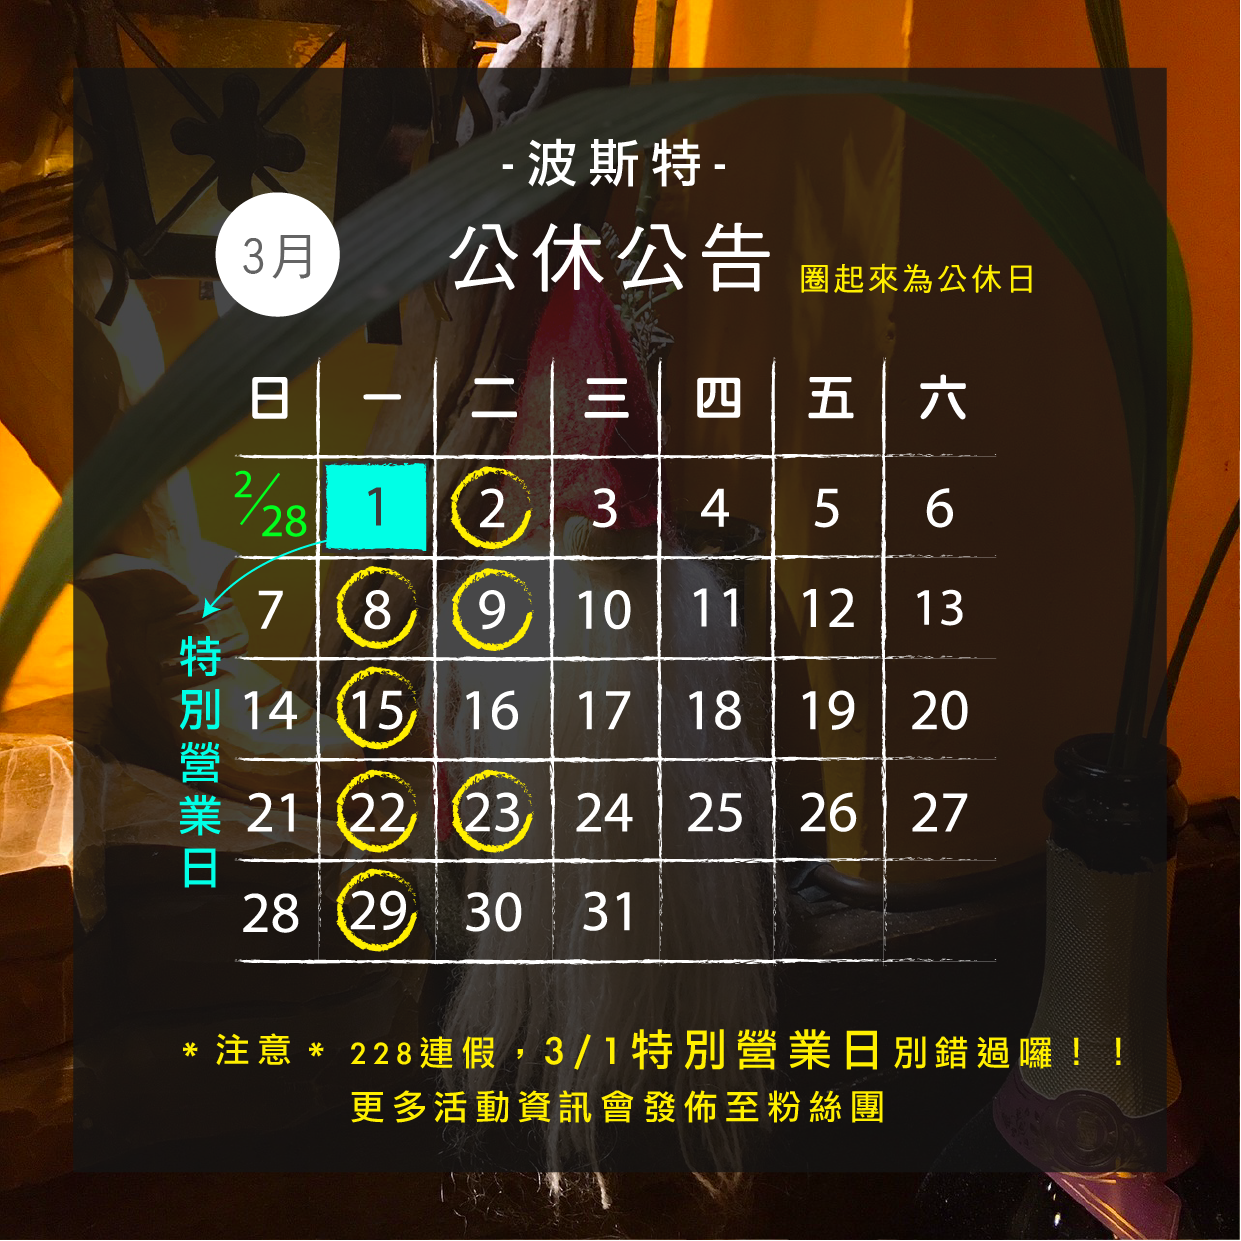 -波斯特-
3月
公休公告 圈起來為公休日
日 一 二 三 四 五 六
2/28 1 2 3 4 5 6
7 8 9 10 11 12 13
14 15 16 17 18 19 20
21 22 23 24 25 26 27
28 29 30 31
特別營業日
*注意* 228連假，3/1特別營業日別錯過囉！！
更多活動資訊會發佈至粉絲團